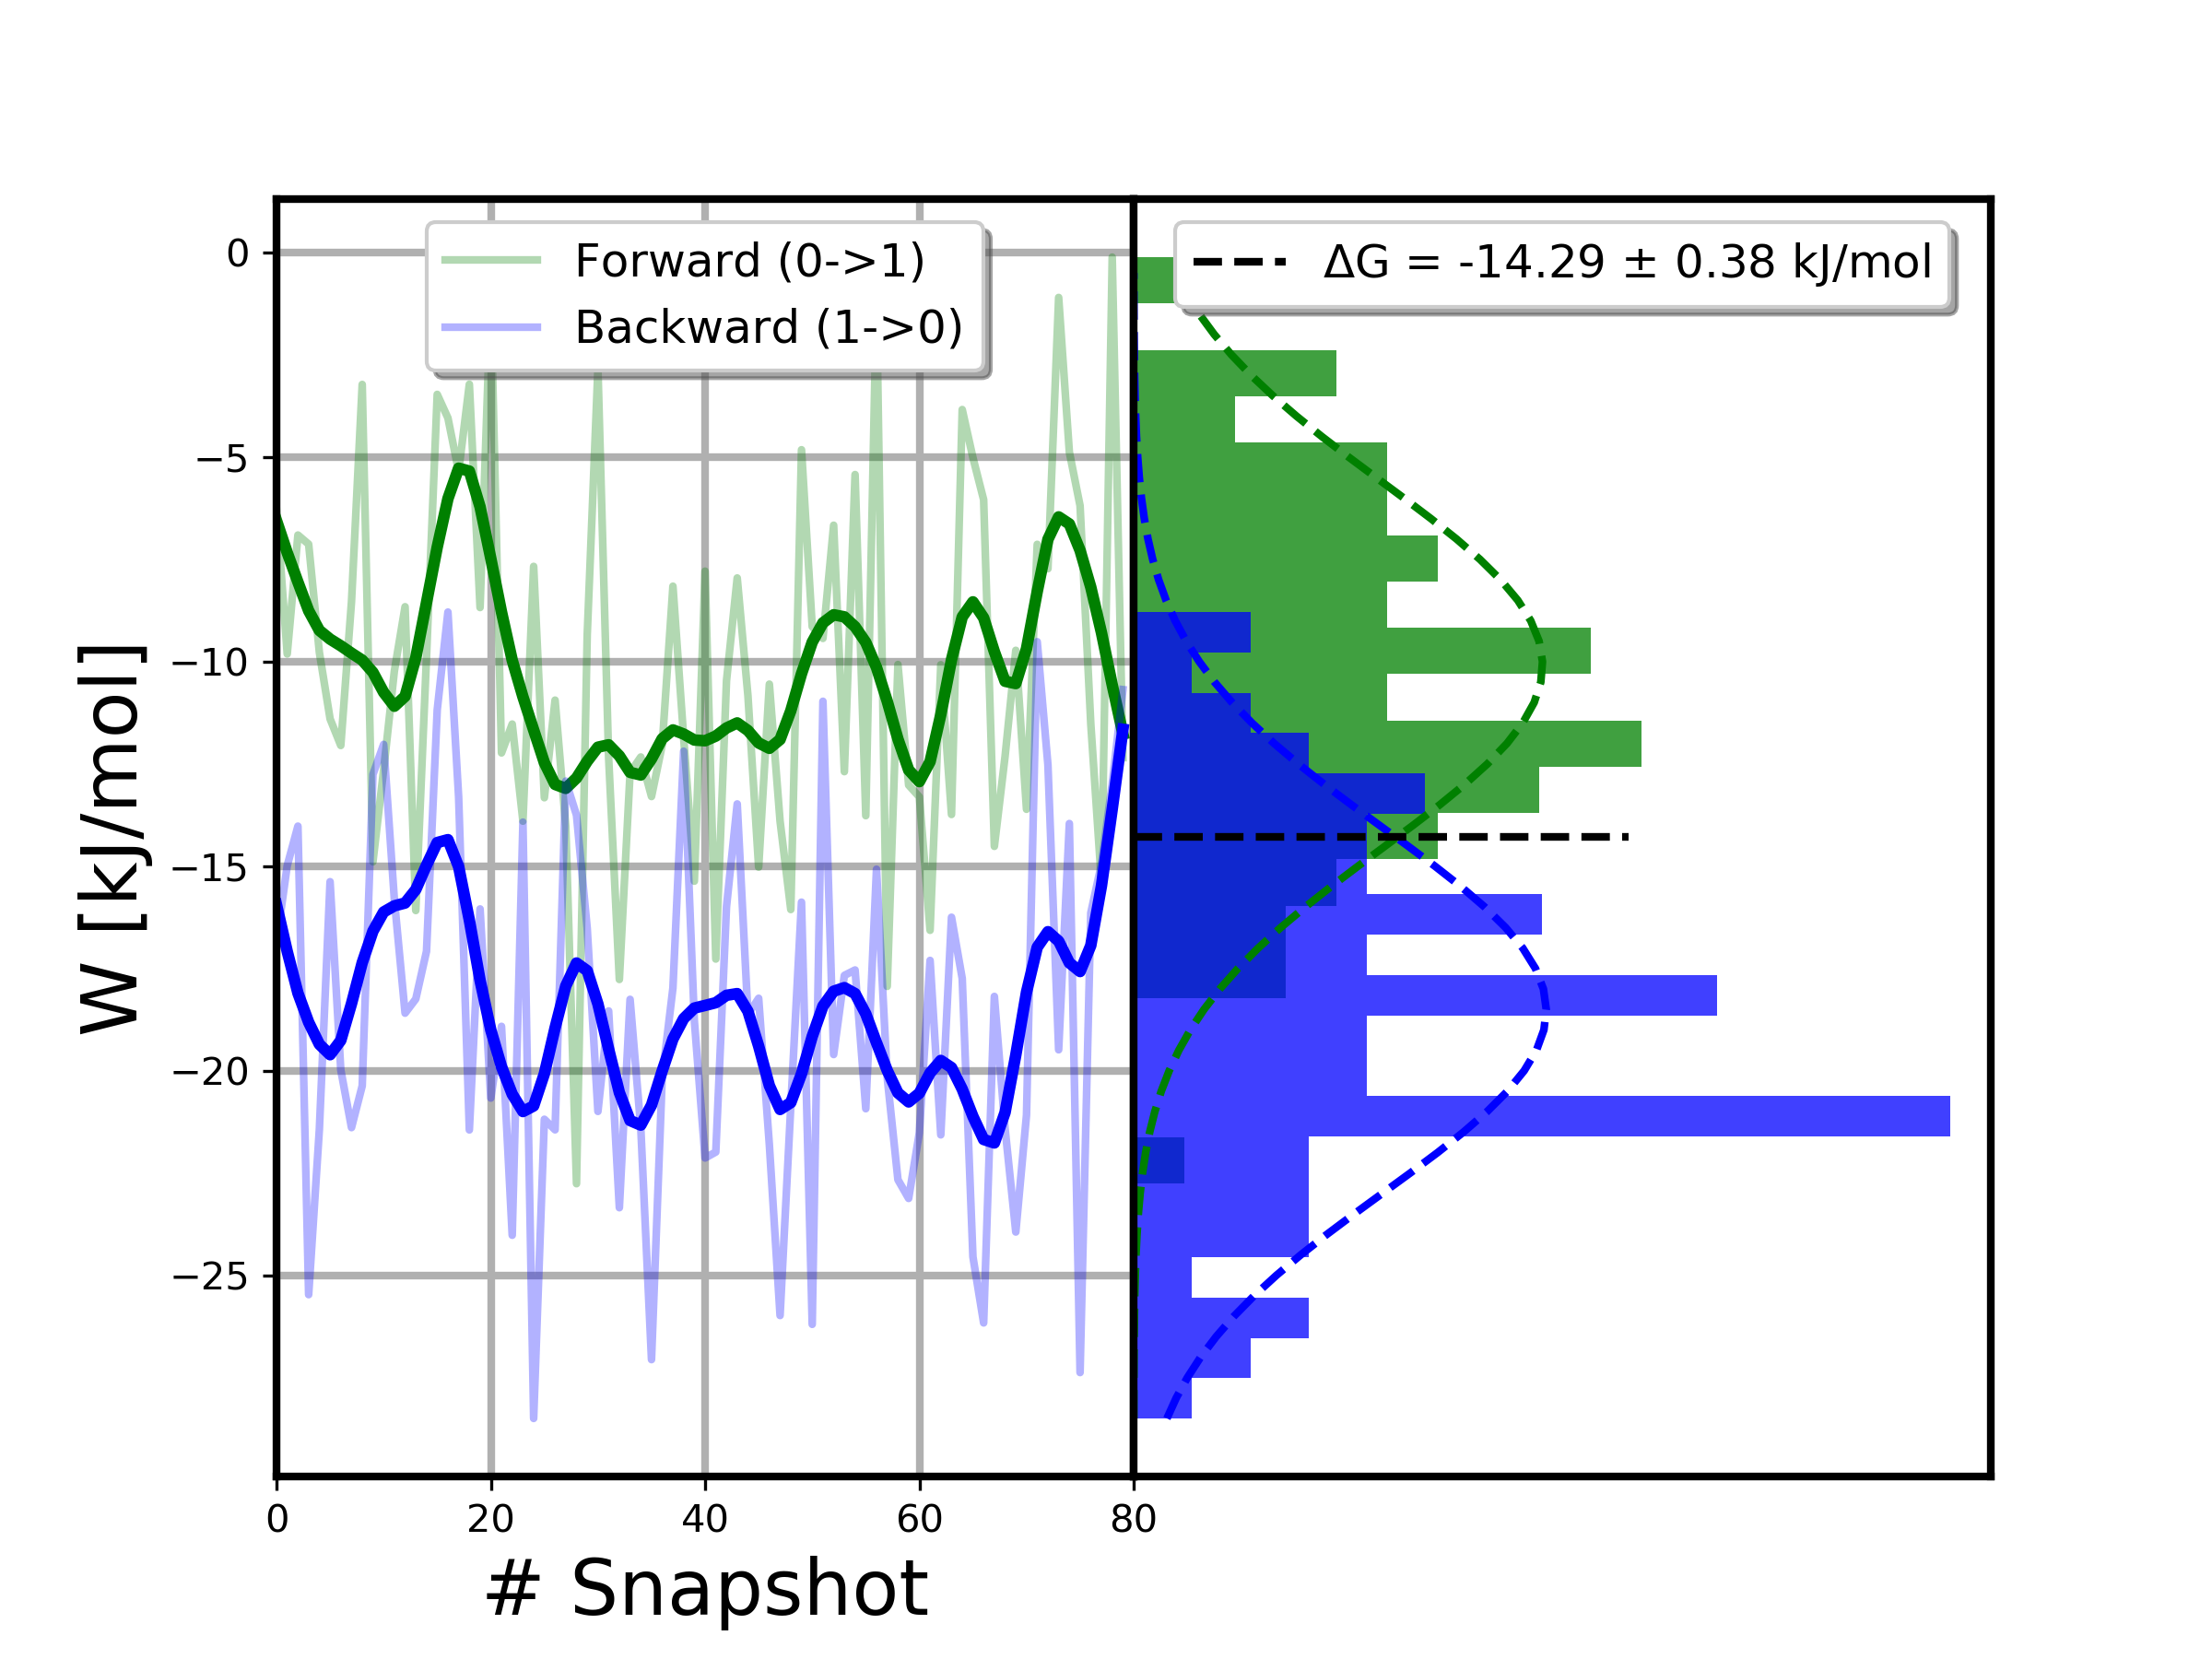 Forward (0->1)
Backward (1->0)
ΔG = -14.29 ± 0.38 kJ/mol
0
−5
−10
−15
−20
−25
W [kJ/mol]
0 20 40 60 80
# Snapshot